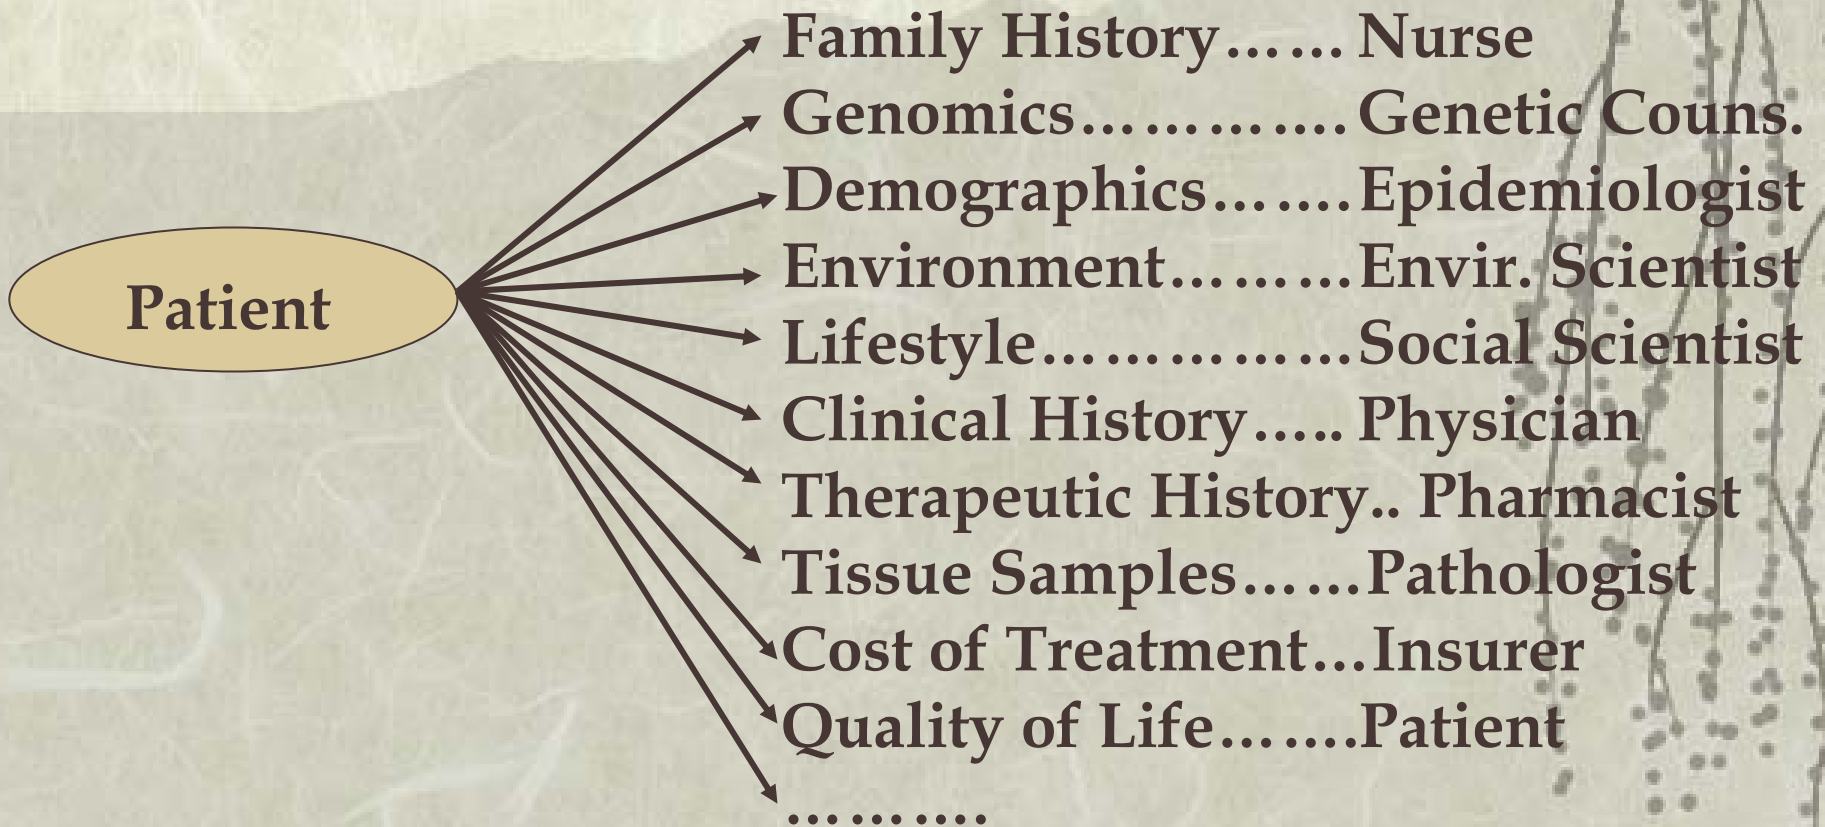 Family History…… Nurse
Genomics…………. Genetic Couns.
Demographics……. Epidemiologist
Environment……… Envir. Scientist
Patient
Lifestyle…………… Social Scientist
Clinical History….. Physician
Therapeutic History.. Pharmacist
Tissue Samples…… Pathologist
Cost of Treatment… Insurer
Quality of Life……. Patient
……….